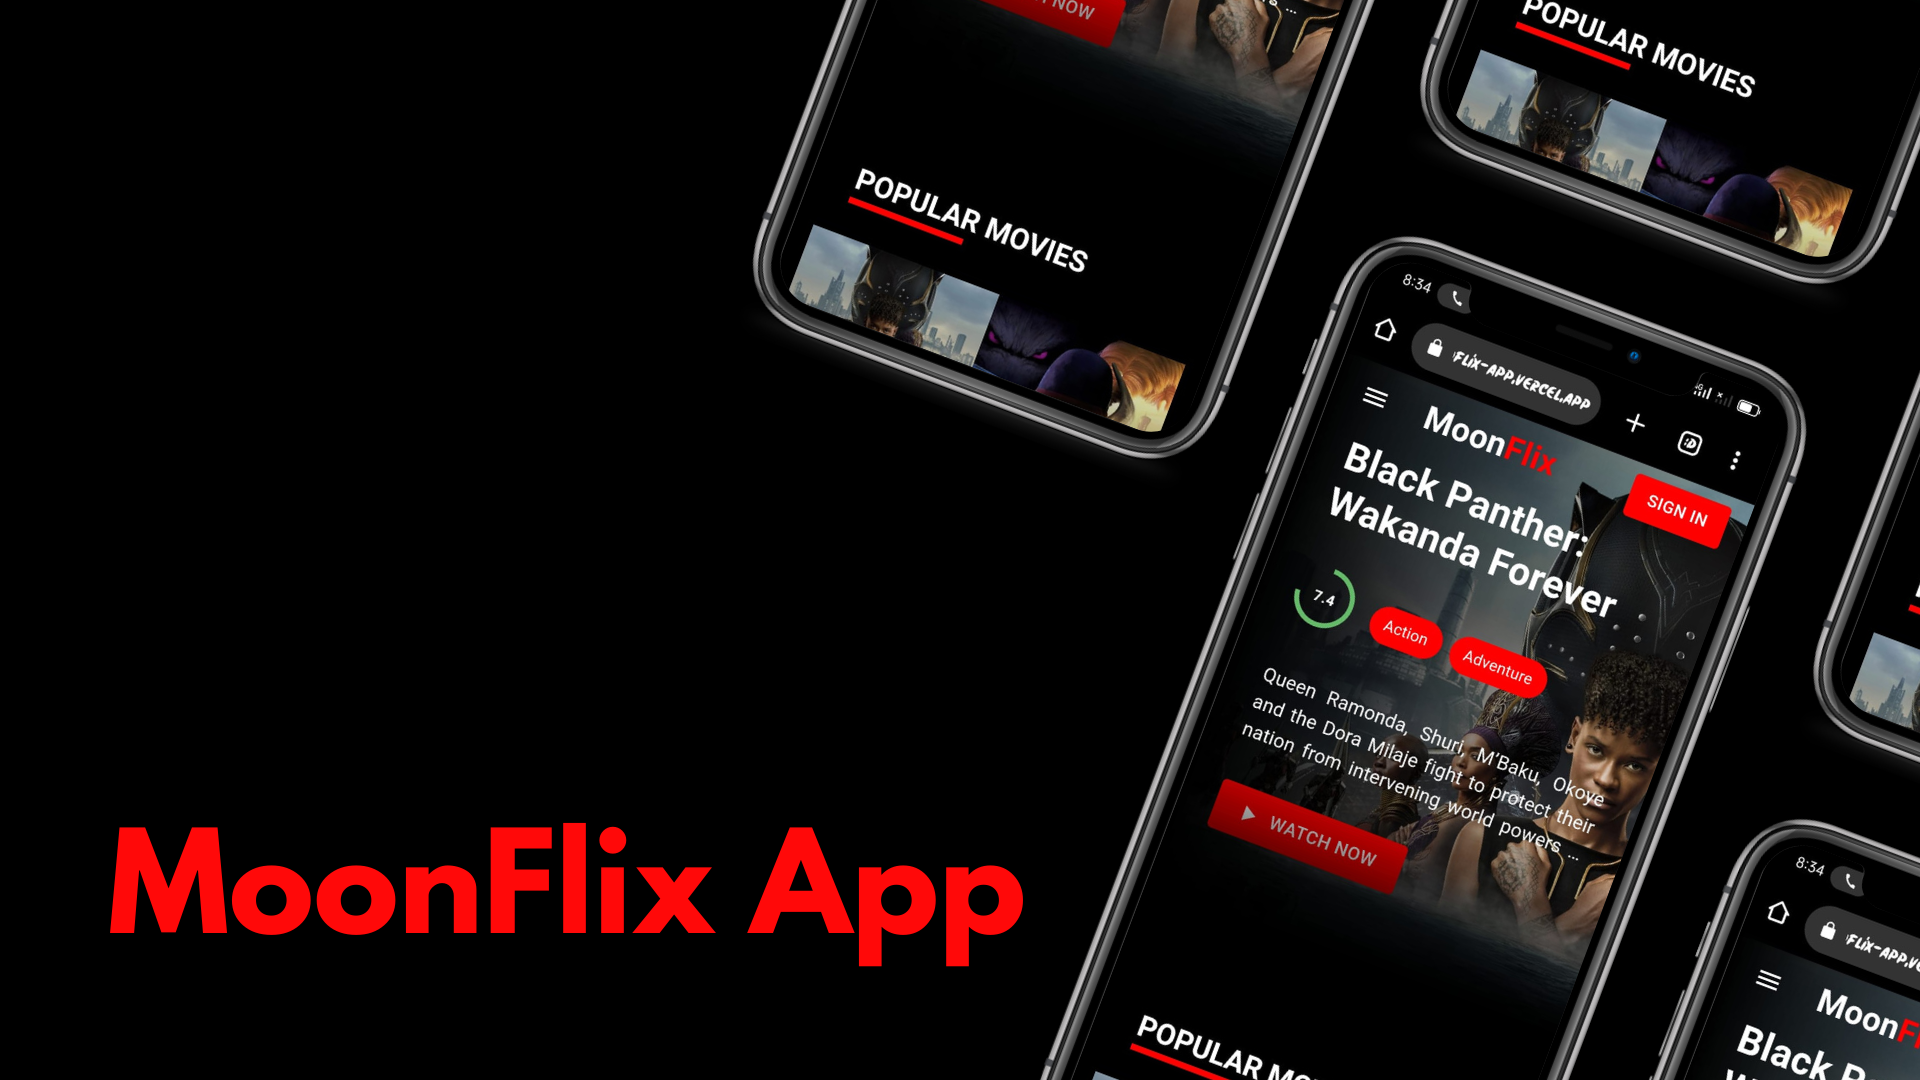 H NOW
POPULAR MOVIES
POPULAR MOVIES
8:34
FLIX-APP.VERCEL.APP
4G
:D
MoonFlix
SIGN IN
Black Panther:
Wakanda Forever
7.4
Action
Adventure
Queen Ramonda, Shuri, M'Baku, Okoye
and the Dora Milaje fight to protect their
nation from intervening world powers ...
WATCH NOW
POPULAR MO
MoonFlix App
8:34
FLIX-APP.VE
MoonF
Black P